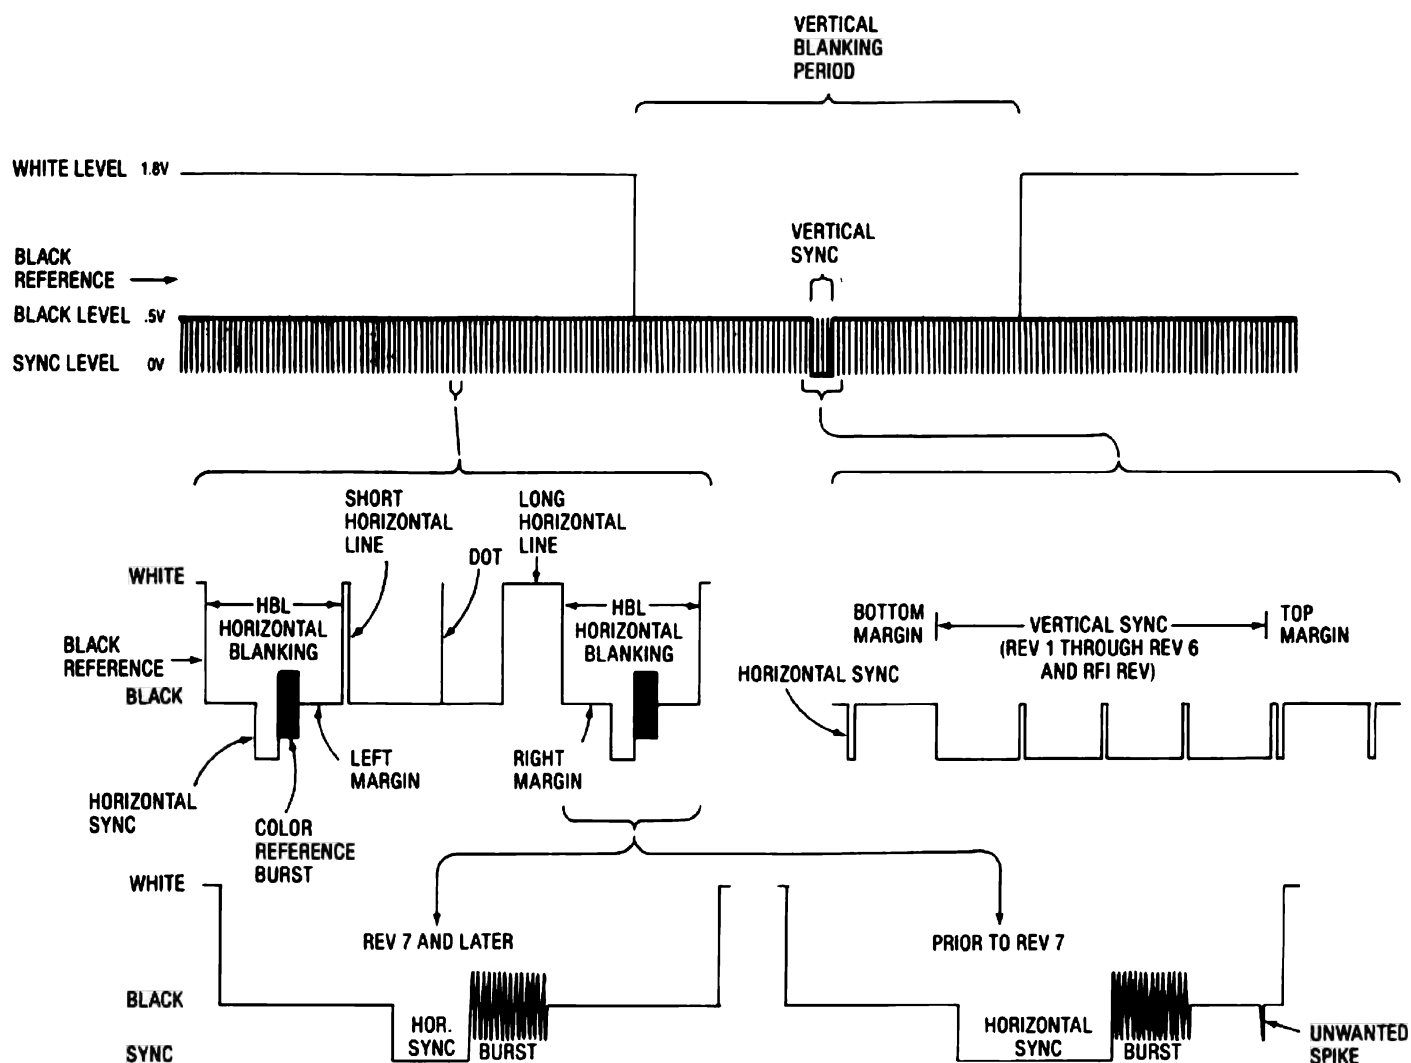 VERTICAL
BLANKING
PERIOD
WHITE LEVEL 1.8V
VERTICAL
SYNC
BLACK
REFERENCE
BLACK LEVEL .5V
SYNC LEVEL 0V
SHORT
HORIZONTAL
LINE
LONG
HORIZONTAL
LINE
DOT
WHITE
HBL
HORIZONTAL
BLANKING
HBL
HORIZONTAL
BLANKING
BLACK
REFERENCE
BLACK
BOTTOM
MARGIN
VERTICAL SYNC
(REV 1 THROUGH REV 6
AND RFI REV)
TOP
MARGIN
HORIZONTAL SYNC
LEFT
MARGIN
RIGHT
MARGIN
HORIZONTAL
SYNC
COLOR
REFERENCE
BURST
WHITE
REV 7 AND LATER
PRIOR TO REV 7
BLACK
HOR.
SYNC
BURST
HORIZONTAL
SYNC
BURST
UNWANTED
SPIKE
SYNC